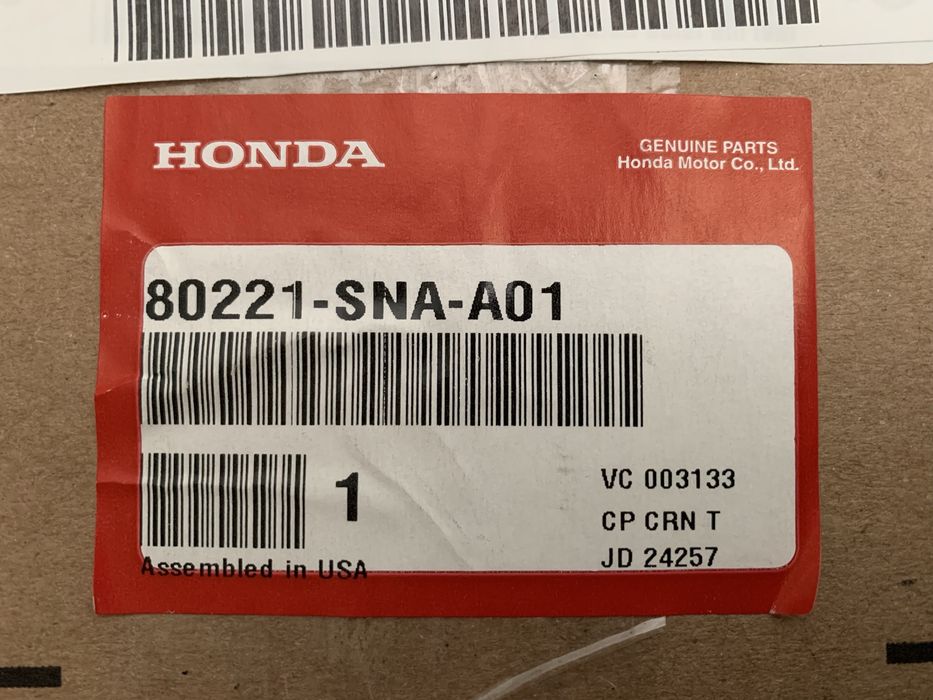 HONDA
GENUINE PARTS
Honda Motor Co., Ltd.
80221-SNA-A01
1
VC 003133
CP CRN T
JD 24257
Assembled in USA